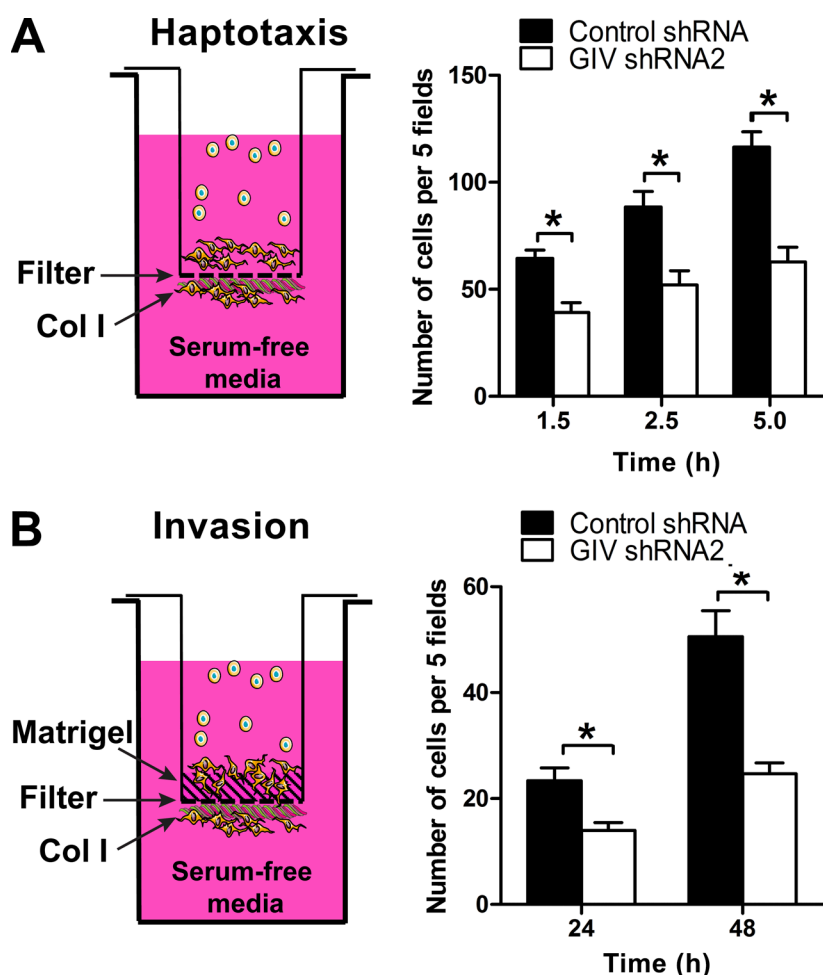 A
Haptotaxis
Filter
Col I
Serum-free
media
Control shRNA
GIV shRNA2
Number of cells per 5 fields
150
100
50
0
*
*
*
1.5
2.5
5.0
Time (h)
B
Invasion
Matrigel
Filter
Col I
Serum-free
media
Control shRNA
GIV shRNA2
Number of cells per 5 fields
60
40
20
0
*
*
24
48
Time (h)